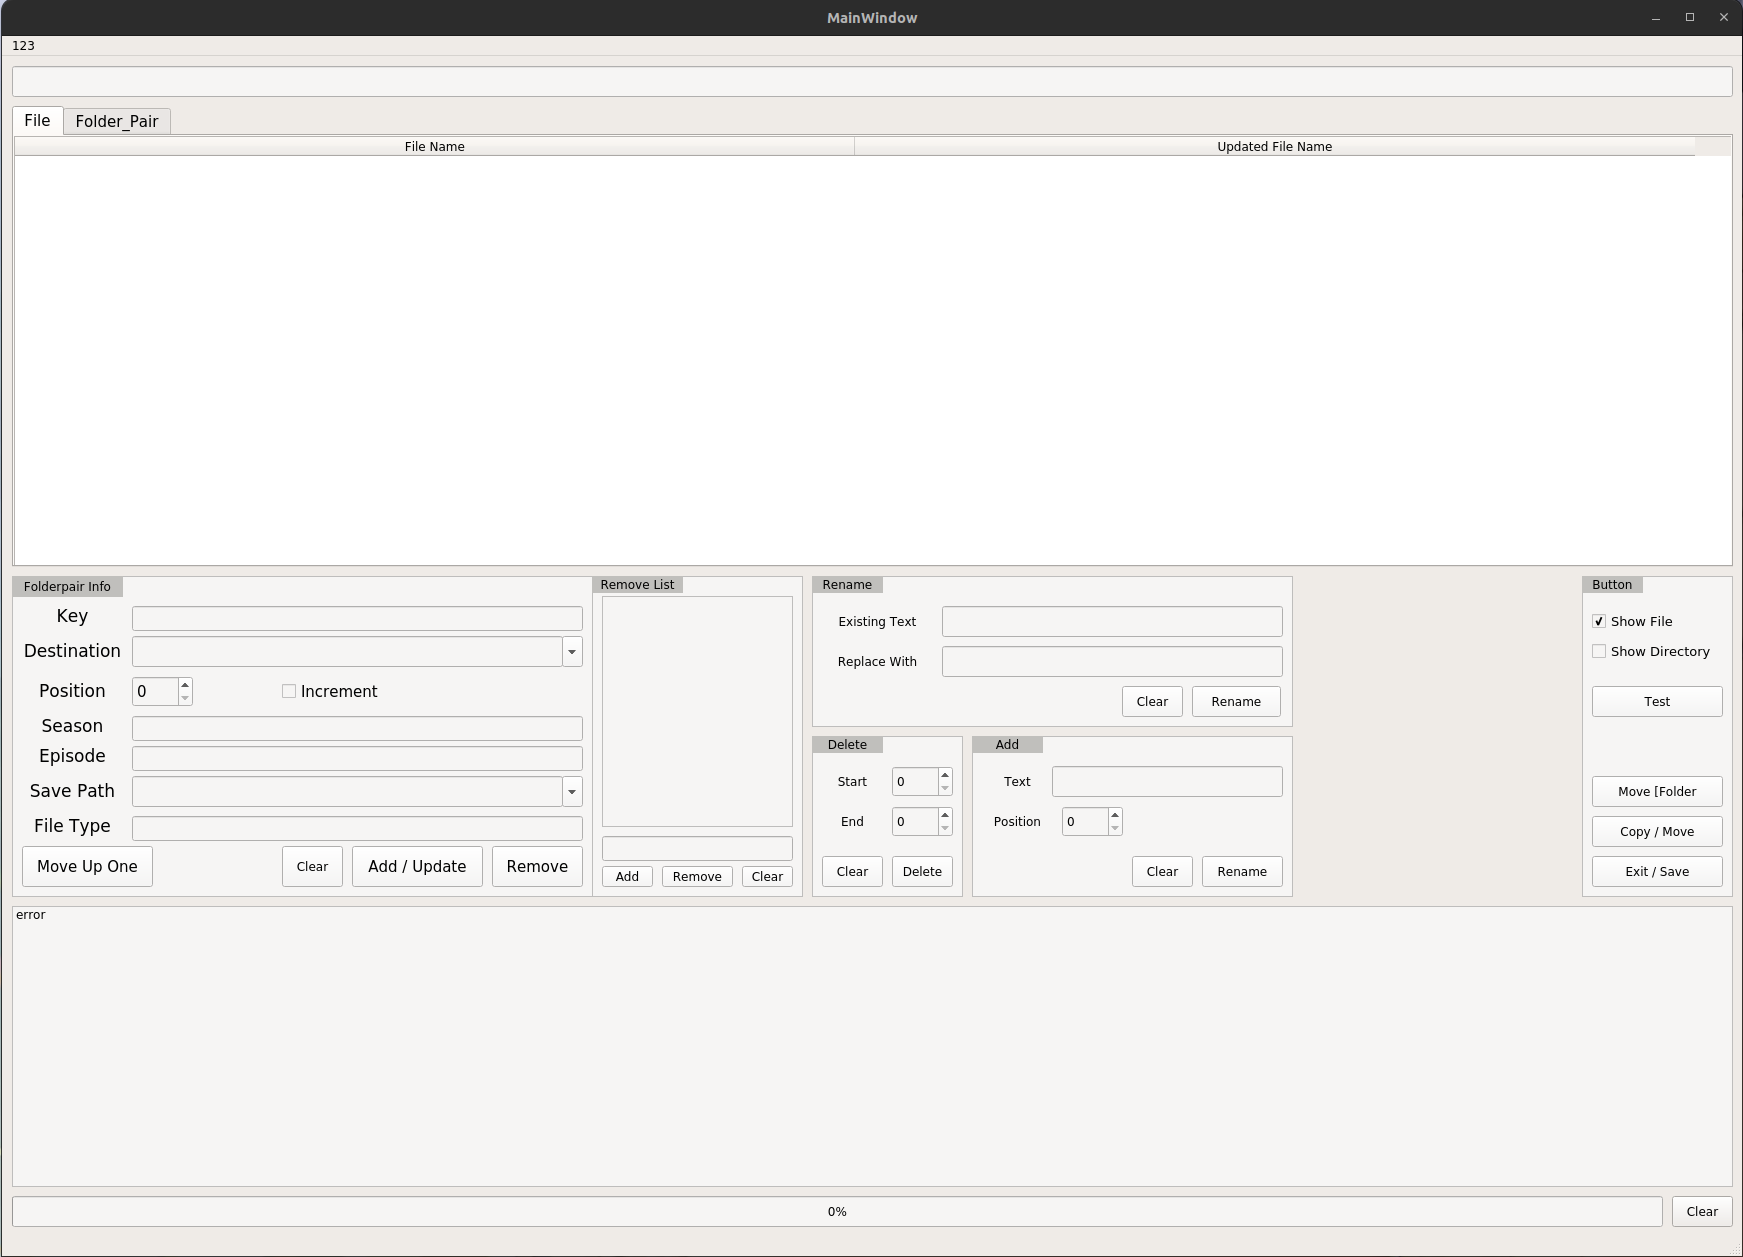 MainWindow
123
File Folder_Pair
File Name Updated File Name
Folderpair Info
Key
Destination
Position 0 Increment
Season
Episode
Save Path
File Type
Move Up One Clear Add / Update Remove
Remove List
Add Remove Clear
Rename
Existing Text
Replace With
Clear Rename
Delete
Start 0
End 0
Clear Delete
Add
Text
Position 0
Clear Rename
Button
Show File
Show Directory
Test
Move [Folder
Copy / Move
Exit / Save
error
0% Clear